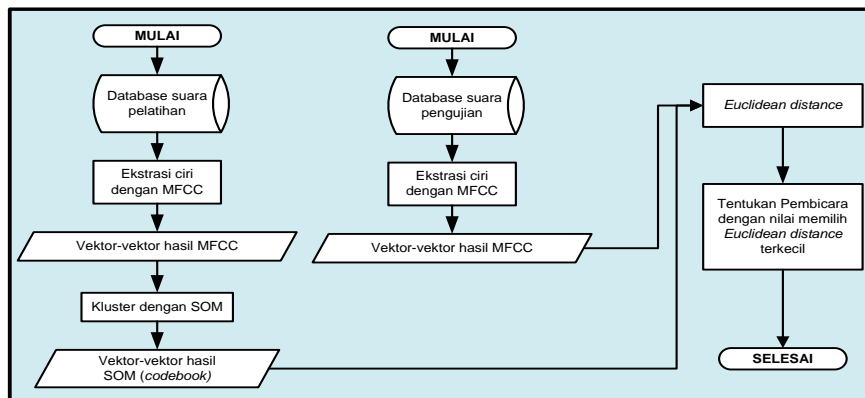 MULAI
Database suara
pelatihan
Ekstrasi ciri
dengan MFCC
Vektor-vektor hasil MFCC
Kluster dengan SOM
Vektor-vektor hasil
SOM (codebook)
MULAI
Database suara
pengujian
Ekstrasi ciri
dengan MFCC
Vektor-vektor hasil MFCC
Euclidean distance
Tentukan Pembicara
dengan nilai memilih
Euclidean distance
terkecil
SELESAI